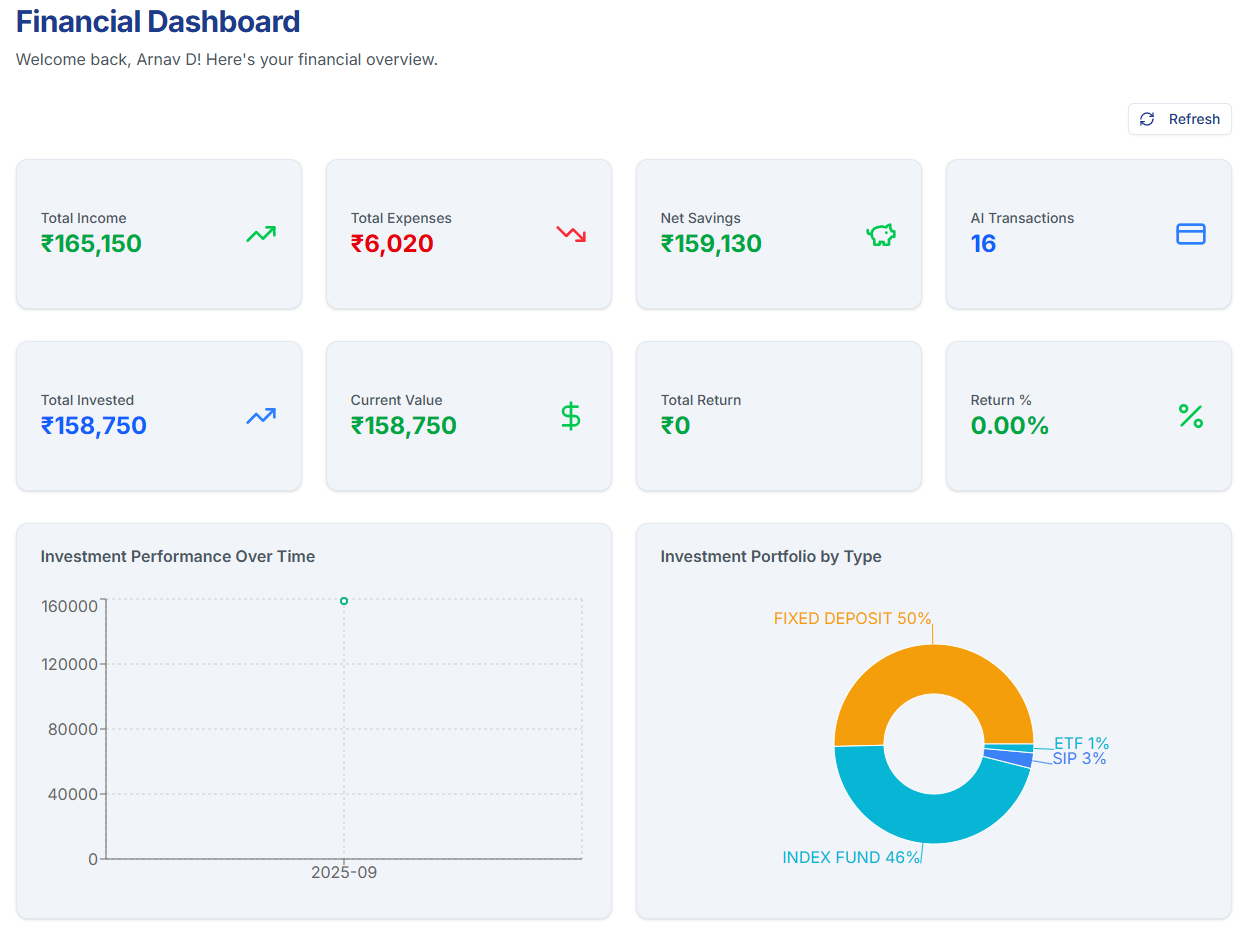 Financial Dashboard
Welcome back, Arnav D! Here's your financial overview.
Refresh
Total Income
₹165,150
Total Expenses
₹6,020
Net Savings
₹159,130
AI Transactions
16
Total Invested
₹158,750
Current Value
₹158,750
Total Return
₹0
Return %
0.00%
Investment Performance Over Time
160000
120000
80000
40000
0
2025-09
Investment Portfolio by Type
FIXED DEPOSIT 50%
ETF 1%
SIP 3%
INDEX FUND 46%